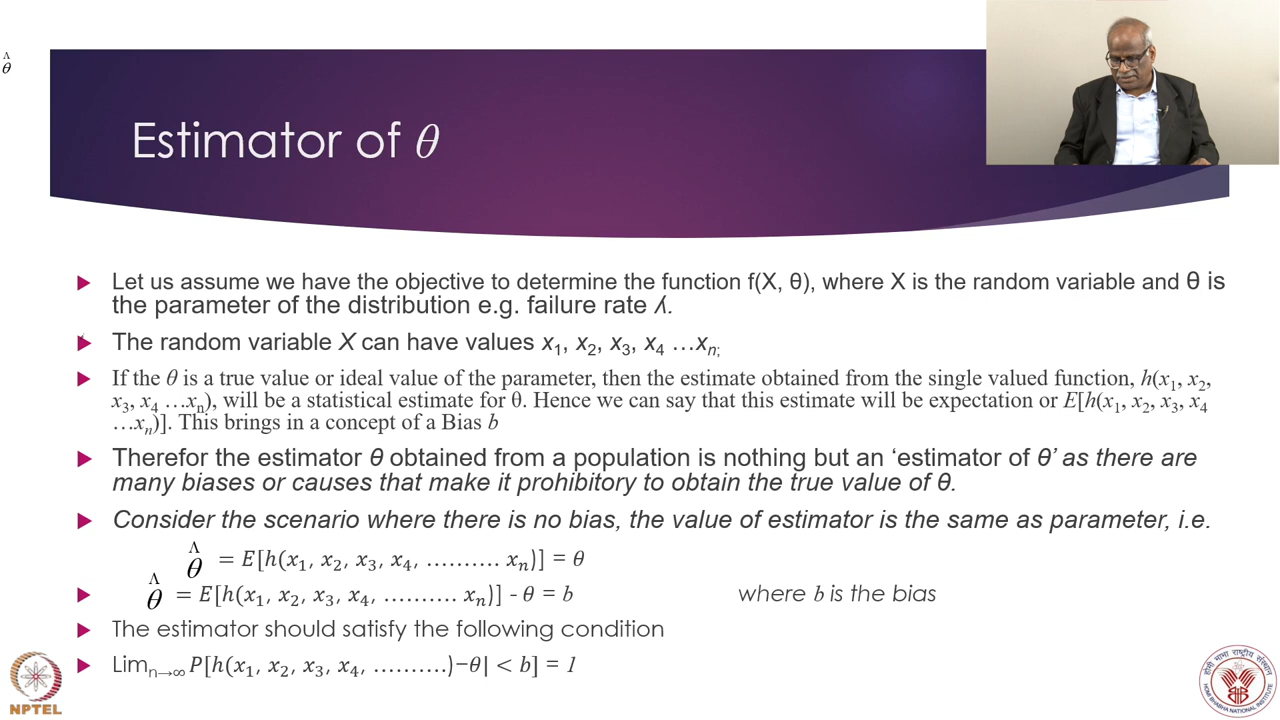 Λ
θ
Estimator of θ
Let us assume we have the objective to determine the function f(X, θ), where X is the random variable and θ is
the parameter of the distribution e.g. failure rate ʎ.
The random variable X can have values x₁, x₂, x₃, x₄ …xₙ;
If the θ is a true value or ideal value of the parameter, then the estimate obtained from the single valued function, h(x₁, x₂,
x₃, x₄ …xₙ), will be a statistical estimate for θ. Hence we can say that this estimate will be expectation or E[h(x₁, x₂, x₃, x₄
…xₙ)]. This brings in a concept of a Bias b
Therefor the estimator θ obtained from a population is nothing but an ‘estimator of θ’ as there are
many biases or causes that make it prohibitory to obtain the true value of θ.
Consider the scenario where there is no bias, the value of estimator is the same as parameter, i.e.
Λ
θ = E[h(x₁, x₂, x₃, x₄, ………. xₙ)] = θ
Λ
θ = E[h(x₁, x₂, x₃, x₄, ………. xₙ)] - θ = b where b is the bias
The estimator should satisfy the following condition
Limₙ→∞ P[h(x₁, x₂, x₃, x₄, ……….)−θ| < b] = 1
NPTEL
होमी भाभा राष्ट्रीय संस्थान
HOMI BHABHA NATIONAL INSTITUTE